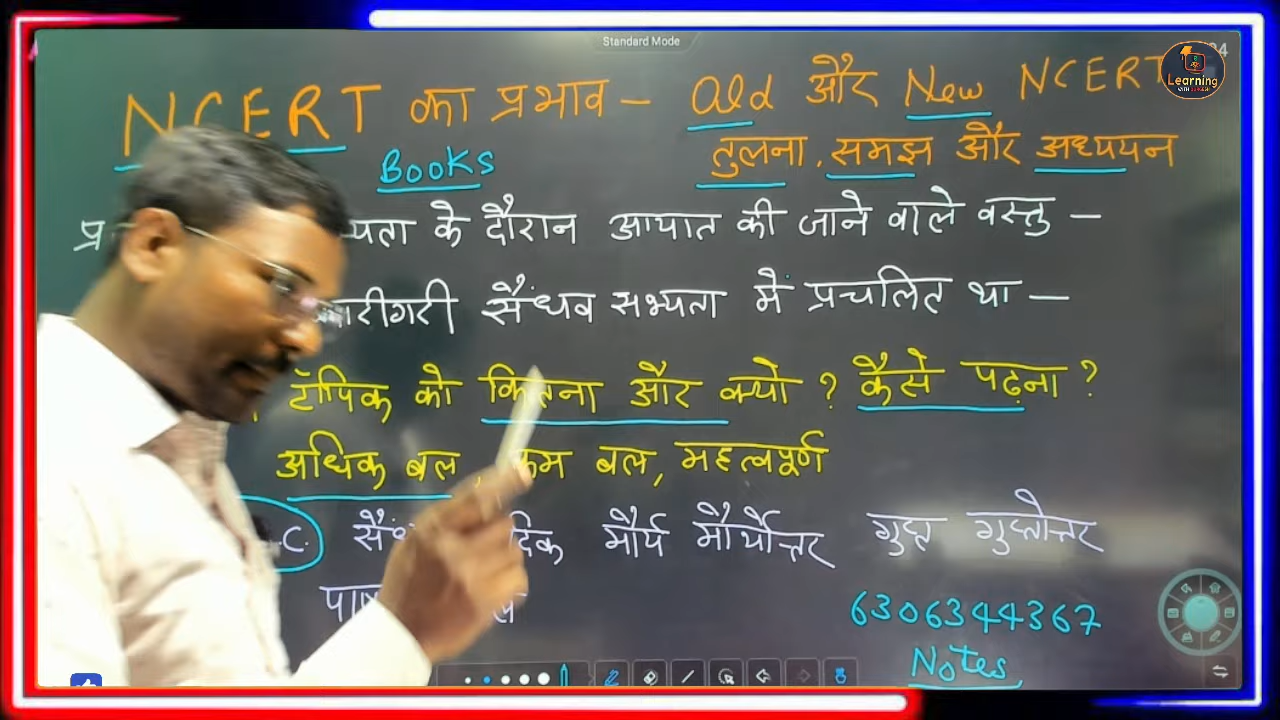 Standard Mode
Learning
NCERT का प्रभाव - Old और New NCERT
Books
तुलना, समझ और अध्ययन
के दौरान आयात की जाने वाले वस्तु -
सैंधव सभ्यता में प्रचलित था -
टॉपिक को कितना और क्यो ? कैसे पढ़ना ?
अधिक बल, कम बल, महत्वपूर्ण
C. मौर्य मौर्योत्तर गुप्त गुप्तोत्तर
6306344367
Notes